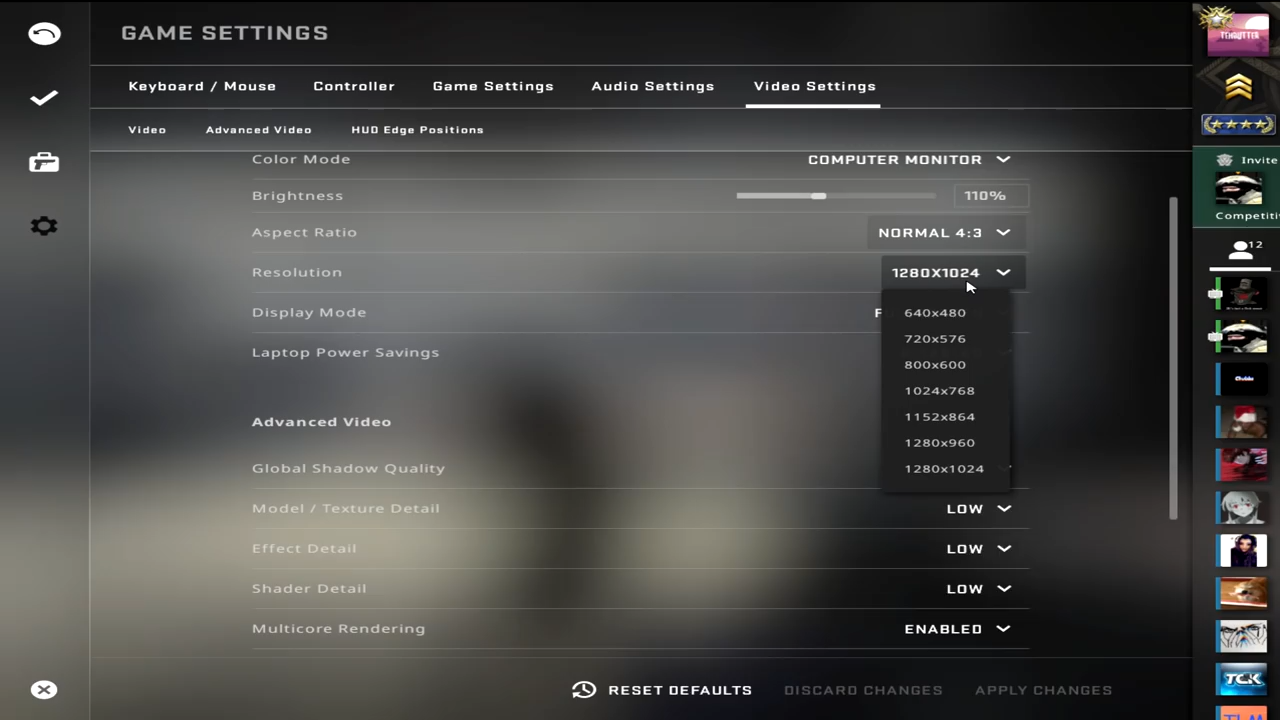 GAME SETTINGS
Keyboard / Mouse Controller Game Settings Audio Settings Video Settings
Video Advanced Video HUD Edge Positions
Color Mode COMPUTER MONITOR
Brightness 110%
Aspect Ratio NORMAL 4:3
Resolution 1280X1024
Display Mode F
640x480
720x576
800x600
1024x768
1152x864
1280x960
1280x1024
Laptop Power Savings
Advanced Video
Global Shadow Quality
Model / Texture Detail LOW
Effect Detail LOW
Shader Detail LOW
Multicore Rendering ENABLED
RESET DEFAULTS DISCARD CHANGES APPLY CHANGES
Invite
Competiti
12
TCK